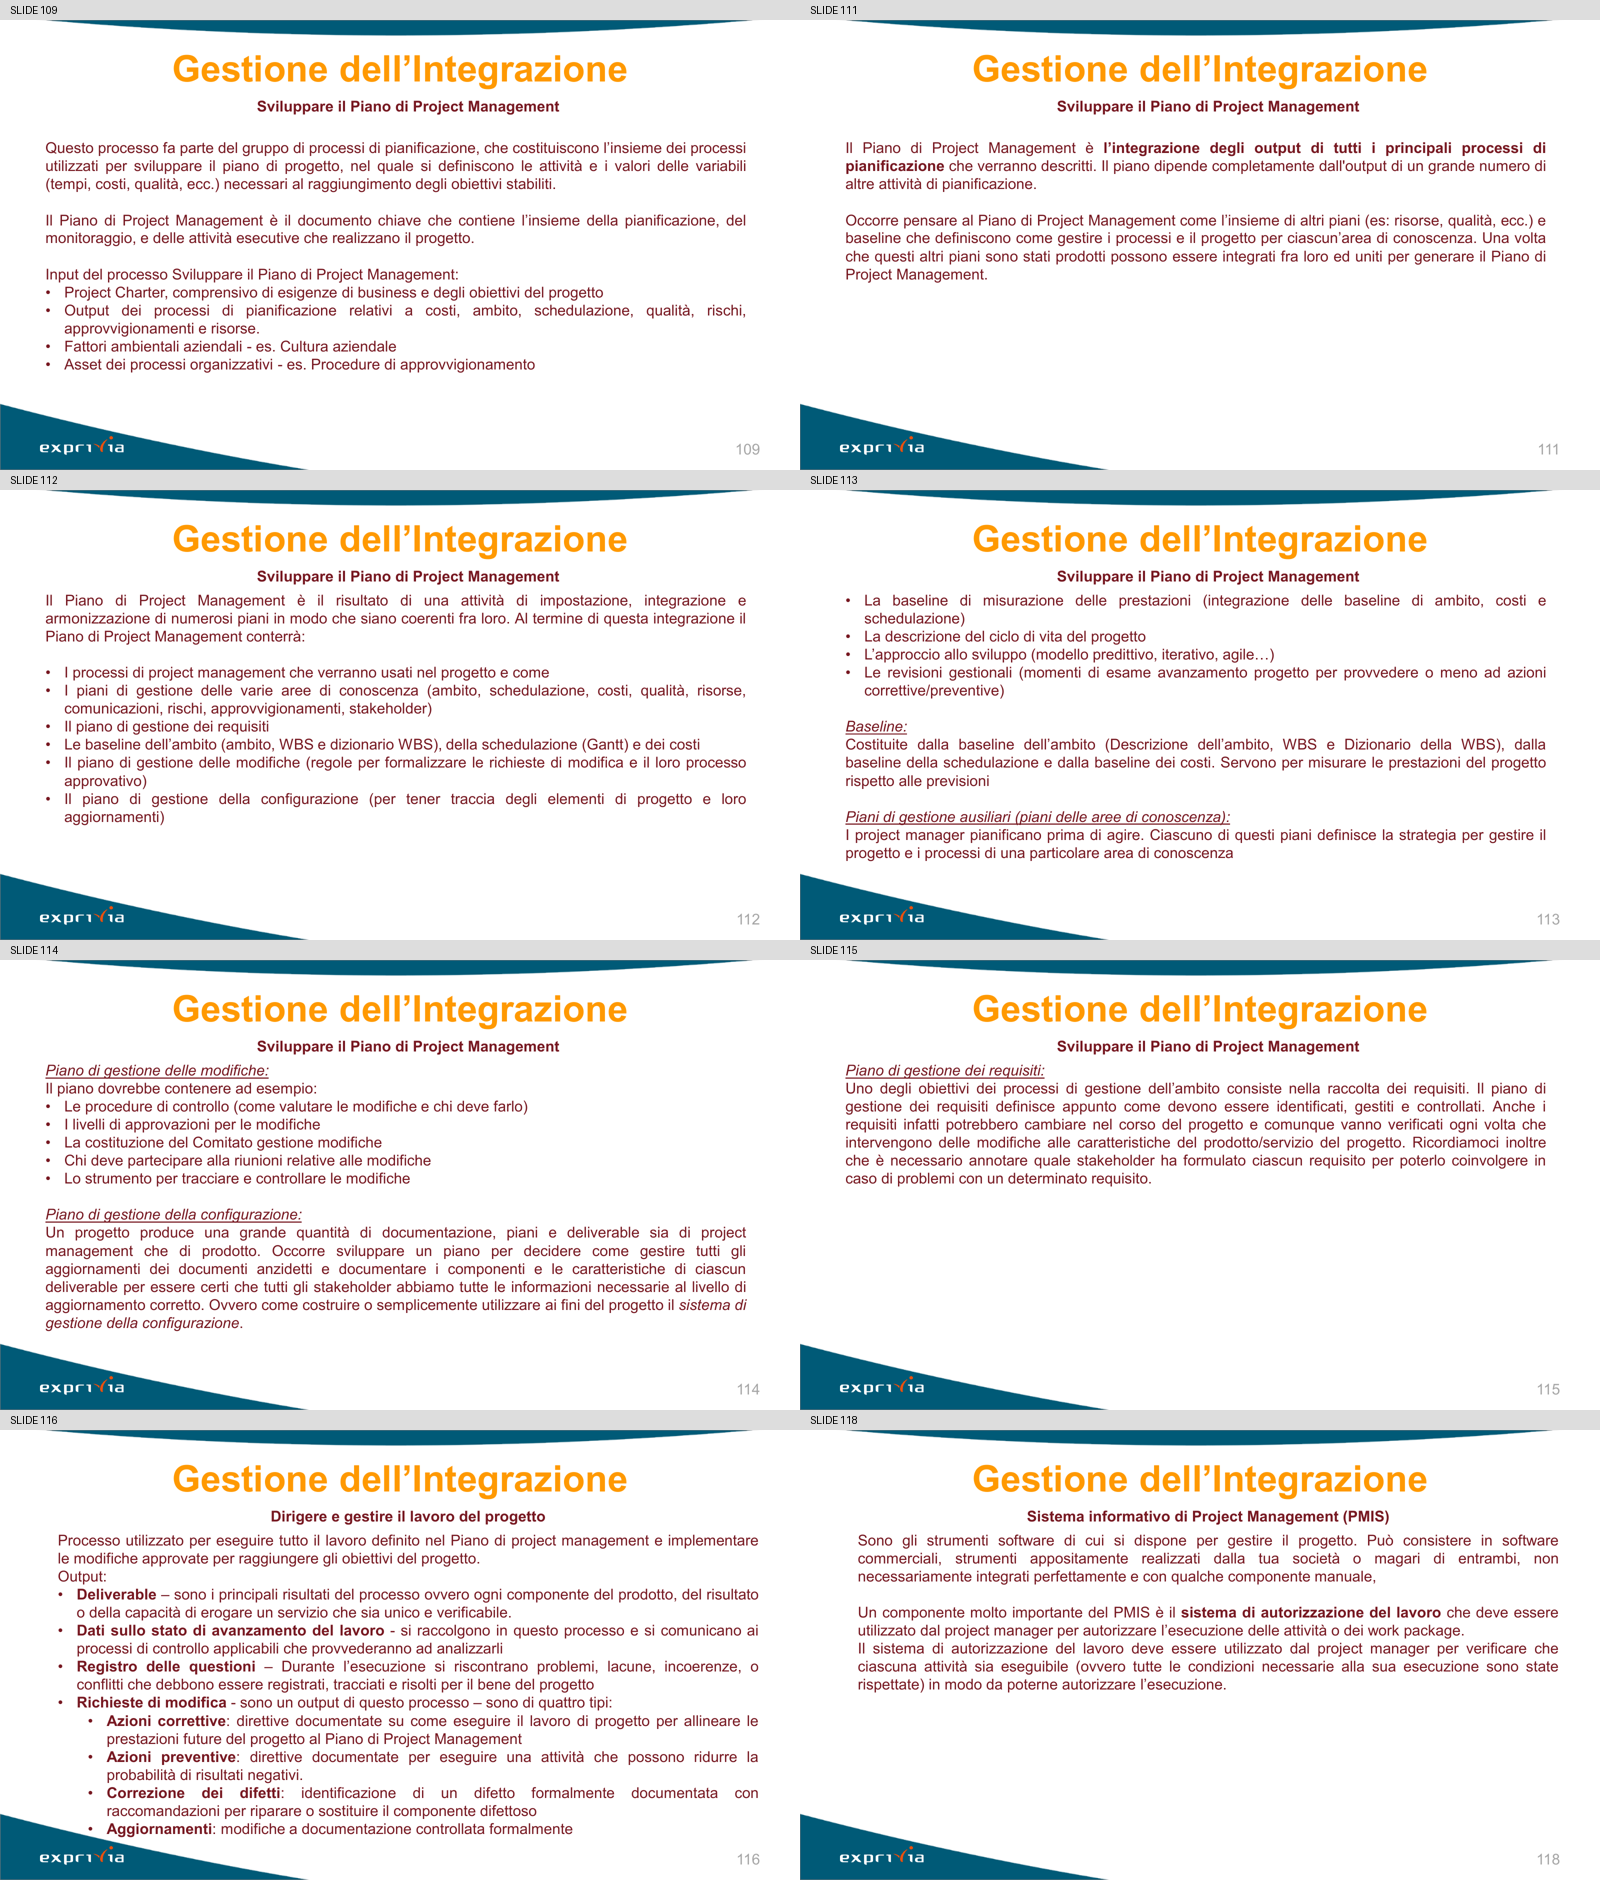 SLIDE 109
Gestione dell’Integrazione
Sviluppare il Piano di Project Management
Questo processo fa parte del gruppo di processi di pianificazione, che costituiscono l’insieme dei processi
utilizzati per sviluppare il piano di progetto, nel quale si definiscono le attività e i valori delle variabili
(tempi, costi, qualità, ecc.) necessari al raggiungimento degli obiettivi stabiliti.
Il Piano di Project Management è il documento chiave che contiene l’insieme della pianificazione, del
monitoraggio, e delle attività esecutive che realizzano il progetto.
Input del processo Sviluppare il Piano di Project Management:
• Project Charter, comprensivo di esigenze di business e degli obiettivi del progetto
• Output dei processi di pianificazione relativi a costi, ambito, schedulazione, qualità, rischi,
approvvigionamenti e risorse.
• Fattori ambientali aziendali - es. Cultura aziendale
• Asset dei processi organizzativi - es. Procedure di approvvigionamento
exprivia
109
SLIDE 111
Gestione dell’Integrazione
Sviluppare il Piano di Project Management
Il Piano di Project Management è l’integrazione degli output di tutti i principali processi di
pianificazione che verranno descritti. Il piano dipende completamente dall'output di un grande numero di
altre attività di pianificazione.
Occorre pensare al Piano di Project Management come l’insieme di altri piani (es: risorse, qualità, ecc.) e
baseline che definiscono come gestire i processi e il progetto per ciascun’area di conoscenza. Una volta
che questi altri piani sono stati prodotti possono essere integrati fra loro ed uniti per generare il Piano di
Project Management.
exprivia
111
SLIDE 112
Gestione dell’Integrazione
Sviluppare il Piano di Project Management
Il Piano di Project Management è il risultato di una attività di impostazione, integrazione e
armonizzazione di numerosi piani in modo che siano coerenti fra loro. Al termine di questa integrazione il
Piano di Project Management conterrà:
• I processi di project management che verranno usati nel progetto e come
• I piani di gestione delle varie aree di conoscenza (ambito, schedulazione, costi, qualità, risorse,
comunicazioni, rischi, approvvigionamenti, stakeholder)
• Il piano di gestione dei requisiti
• Le baseline dell’ambito (ambito, WBS e dizionario WBS), della schedulazione (Gantt) e dei costi
• Il piano di gestione delle modifiche (regole per formalizzare le richieste di modifica e il loro processo
approvativo)
• Il piano di gestione della configurazione (per tener traccia degli elementi di progetto e loro
aggiornamenti)
exprivia
112
SLIDE 113
Gestione dell’Integrazione
Sviluppare il Piano di Project Management
• La baseline di misurazione delle prestazioni (integrazione delle baseline di ambito, costi e
schedulazione)
• La descrizione del ciclo di vita del progetto
• L’approccio allo sviluppo (modello predittivo, iterativo, agile…)
• Le revisioni gestionali (momenti di esame avanzamento progetto per provvedere o meno ad azioni
correttive/preventive)
Baseline:
Costituite dalla baseline dell’ambito (Descrizione dell’ambito, WBS e Dizionario della WBS), dalla
baseline della schedulazione e dalla baseline dei costi. Servono per misurare le prestazioni del progetto
rispetto alle previsioni
Piani di gestione ausiliari (piani delle aree di conoscenza):
I project manager pianificano prima di agire. Ciascuno di questi piani definisce la strategia per gestire il
progetto e i processi di una particolare area di conoscenza
exprivia
113
SLIDE 114
Gestione dell’Integrazione
Sviluppare il Piano di Project Management
Piano di gestione delle modifiche:
Il piano dovrebbe contenere ad esempio:
• Le procedure di controllo (come valutare le modifiche e chi deve farlo)
• I livelli di approvazioni per le modifiche
• La costituzione del Comitato gestione modifiche
• Chi deve partecipare alla riunioni relative alle modifiche
• Lo strumento per tracciare e controllare le modifiche
Piano di gestione della configurazione:
Un progetto produce una grande quantità di documentazione, piani e deliverable sia di project
management che di prodotto. Occorre sviluppare un piano per decidere come gestire tutti gli
aggiornamenti dei documenti anzidetti e documentare i componenti e le caratteristiche di ciascun
deliverable per essere certi che tutti gli stakeholder abbiamo tutte le informazioni necessarie al livello di
aggiornamento corretto. Ovvero come costruire o semplicemente utilizzare ai fini del progetto il sistema di
gestione della configurazione.
exprivia
114
SLIDE 115
Gestione dell’Integrazione
Sviluppare il Piano di Project Management
Piano di gestione dei requisiti:
Uno degli obiettivi dei processi di gestione dell’ambito consiste nella raccolta dei requisiti. Il piano di
gestione dei requisiti definisce appunto come devono essere identificati, gestiti e controllati. Anche i
requisiti infatti potrebbero cambiare nel corso del progetto e comunque vanno verificati ogni volta che
intervengono delle modifiche alle caratteristiche del prodotto/servizio del progetto. Ricordiamoci inoltre
che è necessario annotare quale stakeholder ha formulato ciascun requisito per poterlo coinvolgere in
caso di problemi con un determinato requisito.
exprivia
115
SLIDE 116
Gestione dell’Integrazione
Dirigere e gestire il lavoro del progetto
Processo utilizzato per eseguire tutto il lavoro definito nel Piano di project management e implementare
le modifiche approvate per raggiungere gli obiettivi del progetto.
Output:
• Deliverable – sono i principali risultati del processo ovvero ogni componente del prodotto, del risultato
o della capacità di erogare un servizio che sia unico e verificabile.
• Dati sullo stato di avanzamento del lavoro - si raccolgono in questo processo e si comunicano ai
processi di controllo applicabili che provvederanno ad analizzarli
• Registro delle questioni – Durante l’esecuzione si riscontrano problemi, lacune, incoerenze, o
conflitti che debbono essere registrati, tracciati e risolti per il bene del progetto
• Richieste di modifica - sono un output di questo processo – sono di quattro tipi:
• Azioni correttive: direttive documentate su come eseguire il lavoro di progetto per allineare le
prestazioni future del progetto al Piano di Project Management
• Azioni preventive: direttive documentate per eseguire una attività che possono ridurre la
probabilità di risultati negativi.
• Correzione dei difetti: identificazione di un difetto formalmente documentata con
raccomandazioni per riparare o sostituire il componente difettoso
• Aggiornamenti: modifiche a documentazione controllata formalmente
exprivia
116
SLIDE 118
Gestione dell’Integrazione
Sistema informativo di Project Management (PMIS)
Sono gli strumenti software di cui si dispone per gestire il progetto. Può consistere in software
commerciali, strumenti appositamente realizzati dalla tua società o magari di entrambi, non
necessariamente integrati perfettamente e con qualche componente manuale,
Un componente molto importante del PMIS è il sistema di autorizzazione del lavoro che deve essere
utilizzato dal project manager per autorizzare l’esecuzione delle attività o dei work package.
Il sistema di autorizzazione del lavoro deve essere utilizzato dal project manager per verificare che
ciascuna attività sia eseguibile (ovvero tutte le condizioni necessarie alla sua esecuzione sono state
rispettate) in modo da poterne autorizzare l’esecuzione.
exprivia
118